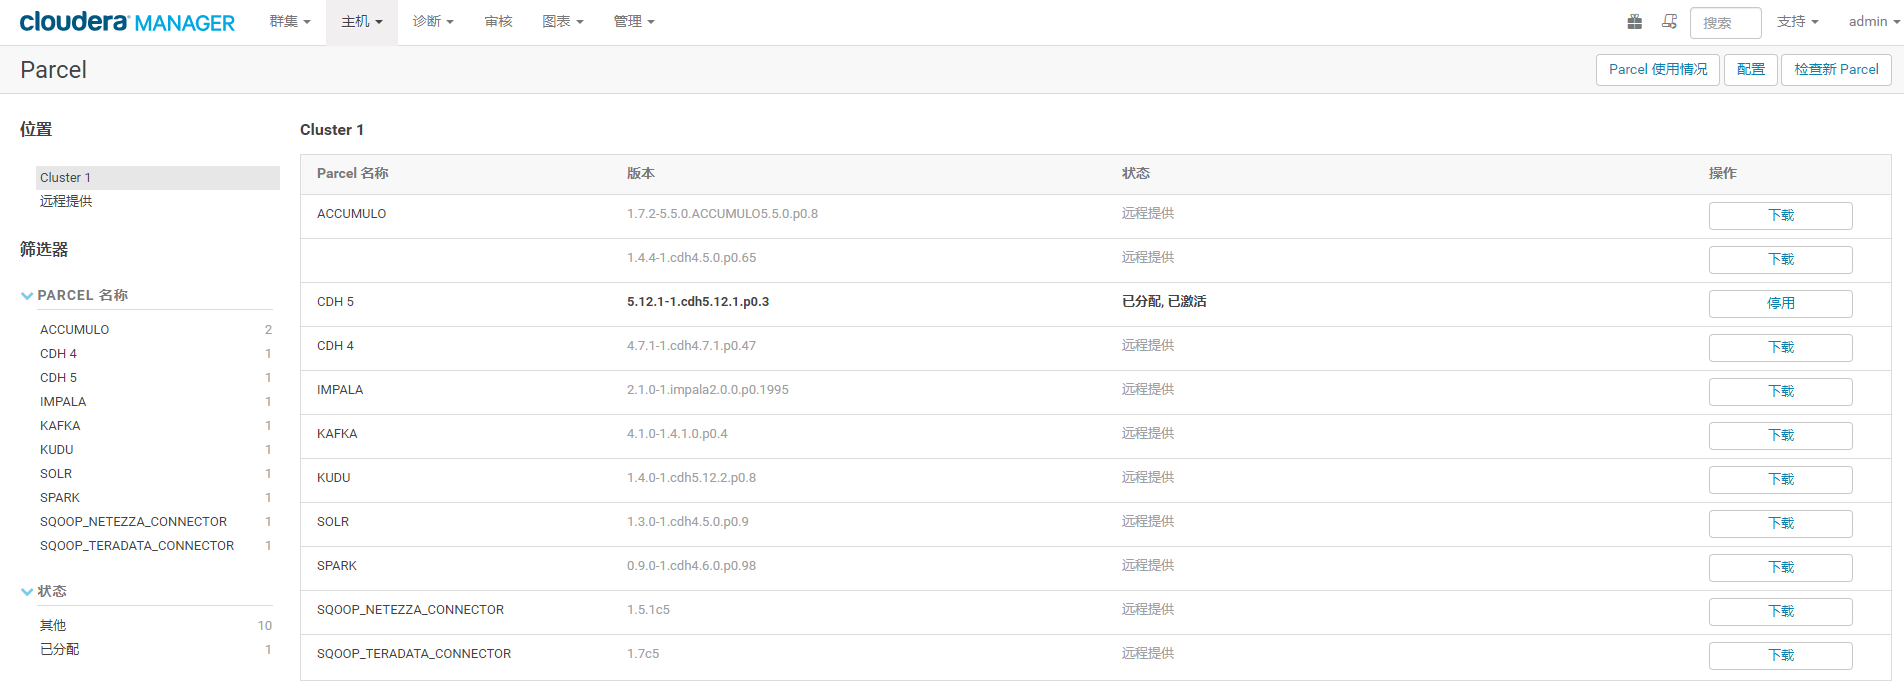 cloudera MANAGER 群集 主机 诊断 审核 图表 管理 搜索 支持 admin
Parcel Parcel 使用情况 配置 检查新 Parcel
位置
Cluster 1
远程提供
筛选器
PARCEL 名称
ACCUMULO 2
CDH 4 1
CDH 5 1
IMPALA 1
KAFKA 1
KUDU 1
SOLR 1
SPARK 1
SQOOP_NETEZZA_CONNECTOR 1
SQOOP_TERADATA_CONNECTOR 1
状态
其他 10
已分配 1
Cluster 1
Parcel 名称 版本 状态 操作
ACCUMULO 1.7.2-5.5.0.ACCUMULO5.5.0.p0.8 远程提供 下载
1.4.4-1.cdh4.5.0.p0.65 远程提供 下载
CDH 5 5.12.1-1.cdh5.12.1.p0.3 已分配, 已激活 停用
CDH 4 4.7.1-1.cdh4.7.1.p0.47 远程提供 下载
IMPALA 2.1.0-1.impala2.0.0.p0.1995 远程提供 下载
KAFKA 4.1.0-1.4.1.0.p0.4 远程提供 下载
KUDU 1.4.0-1.cdh5.12.2.p0.8 远程提供 下载
SOLR 1.3.0-1.cdh4.5.0.p0.9 远程提供 下载
SPARK 0.9.0-1.cdh4.6.0.p0.98 远程提供 下载
SQOOP_NETEZZA_CONNECTOR 1.5.1c5 远程提供 下载
SQOOP_TERADATA_CONNECTOR 1.7c5 远程提供 下载